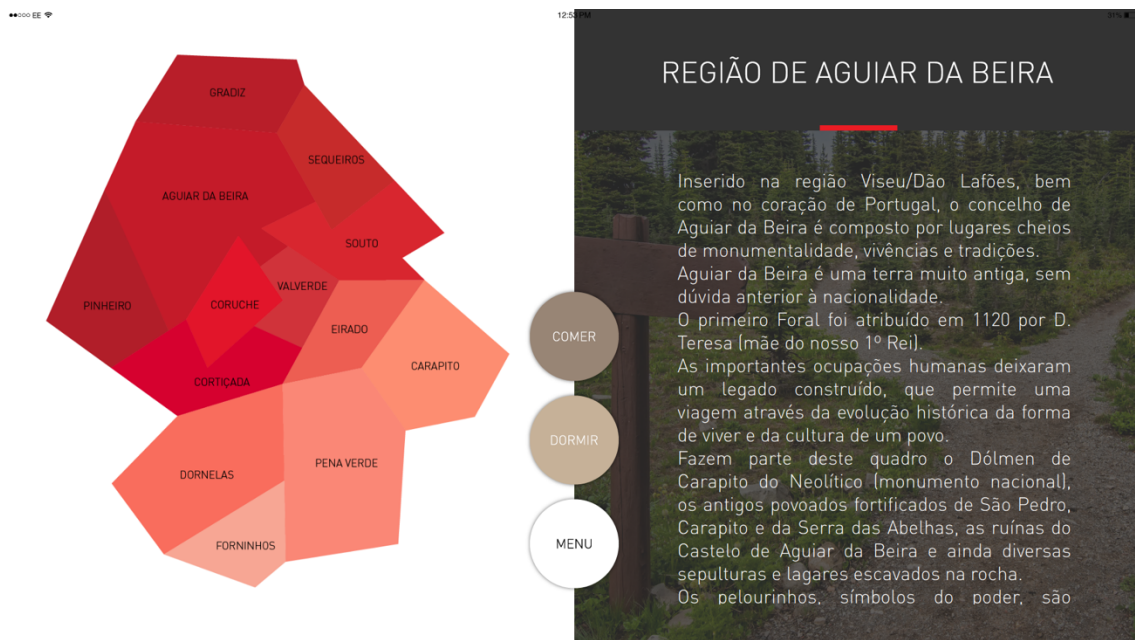 EE
12:53 PM
91%
GRADIZ
SEQUEIROS
AGUIAR DA BEIRA
SOUTO
VALVERDE
PINHEIRO
CORUCHE
EIRADO
CARAPITO
CORTIÇADA
PENA VERDE
DORNELAS
FORNINHOS
COMER
DORMIR
MENU
REGIÃO DE AGUIAR DA BEIRA
Inserido na região Viseu/Dão Lafões, bem
como no coração de Portugal, o concelho de
Aguiar da Beira é composto por lugares cheios
de monumentalidade, vivências e tradições.
Aguiar da Beira é uma terra muito antiga, sem
dúvida anterior à nacionalidade.
O primeiro Foral foi atribuído em 1120 por D.
Teresa (mãe do nosso 1º Rei).
As importantes ocupações humanas deixaram
um legado construído, que permite uma
viagem através da evolução histórica da forma
de viver e da cultura de um povo.
Fazem parte deste quadro o Dólmen de
Carapito do Neolítico (monumento nacional),
os antigos povoados fortificados de São Pedro,
Carapito e da Serra das Abelhas, as ruínas do
Castelo de Aguiar da Beira e ainda diversas
sepulturas e lagares escavados na rocha.
Os pelourinhos, símbolos do poder, são